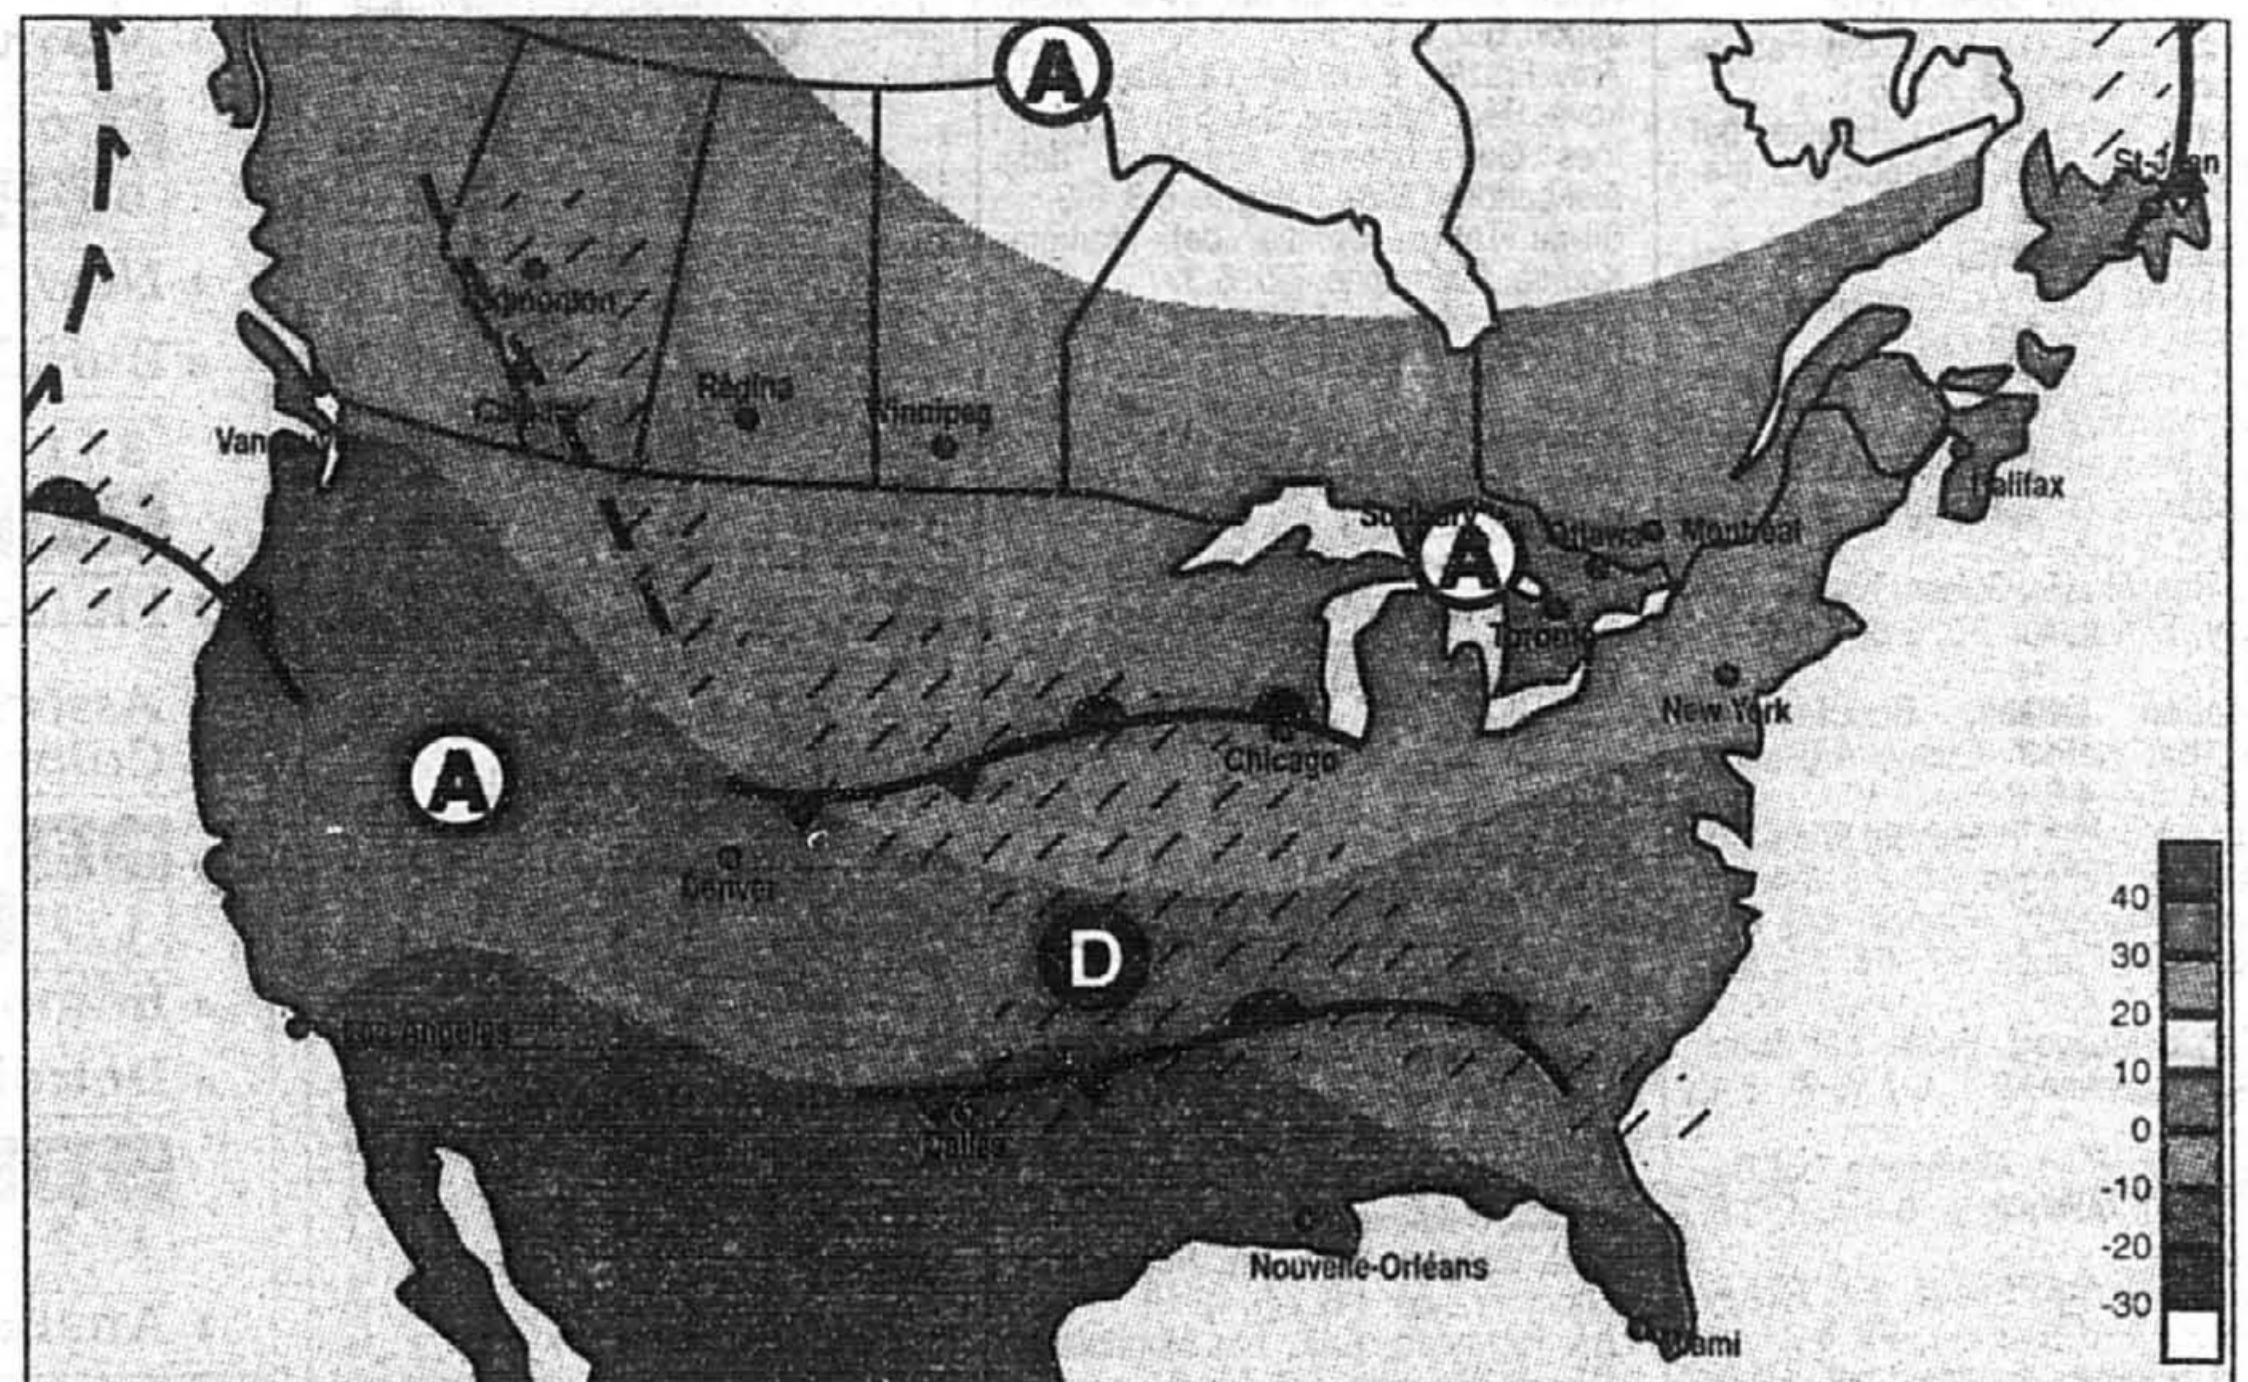 A
St-Jean
Edmonton
Calgary
Régina
Winnipeg
Vancouver
Halifax
Sudbury
A
Ottawa
Montréal
Toronto
New York
Chicago
A
Denver
D
Los Angeles
Dallas
Nouvelle-Orléans
Miami
40
30
20
10
0
-10
-20
-30